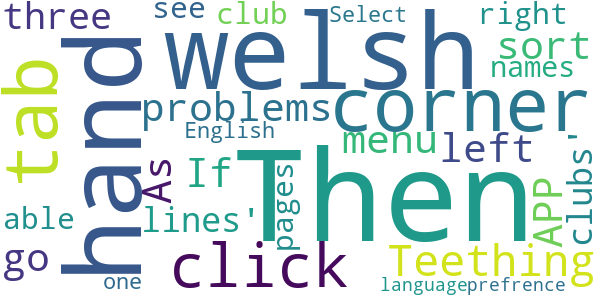 three
see
club
Select
right
welsh
sort
names
hand
tab
problems
corner
English
menu
left
If
Then
As
pages
APP
clubs'
able
lines'
go
click
Teething
one
languageprefrence